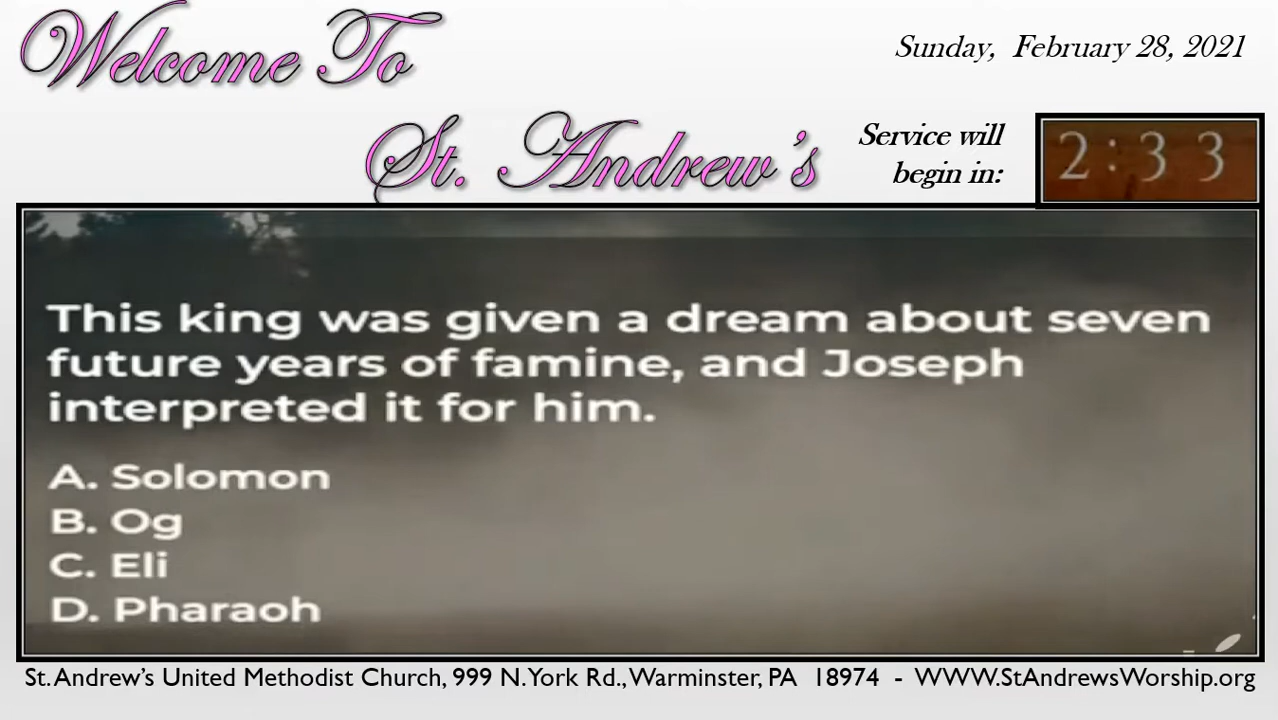 Welcome To
St. Andrew's
Sunday, February 28, 2021
Service will
begin in:
2:33
This king was given a dream about seven
future years of famine, and Joseph
interpreted it for him.
A. Solomon
B. Og
C. Eli
D. Pharaoh
St. Andrew's United Methodist Church, 999 N. York Rd., Warminster, PA 18974 - WWW.StAndrewsWorship.org